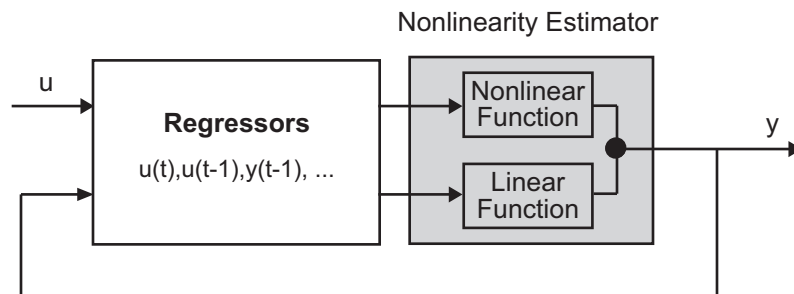 Nonlinearity Estimator
u
Regressors
u(t),u(t-1),y(t-1), ...
Nonlinear
Function
Linear
Function
y